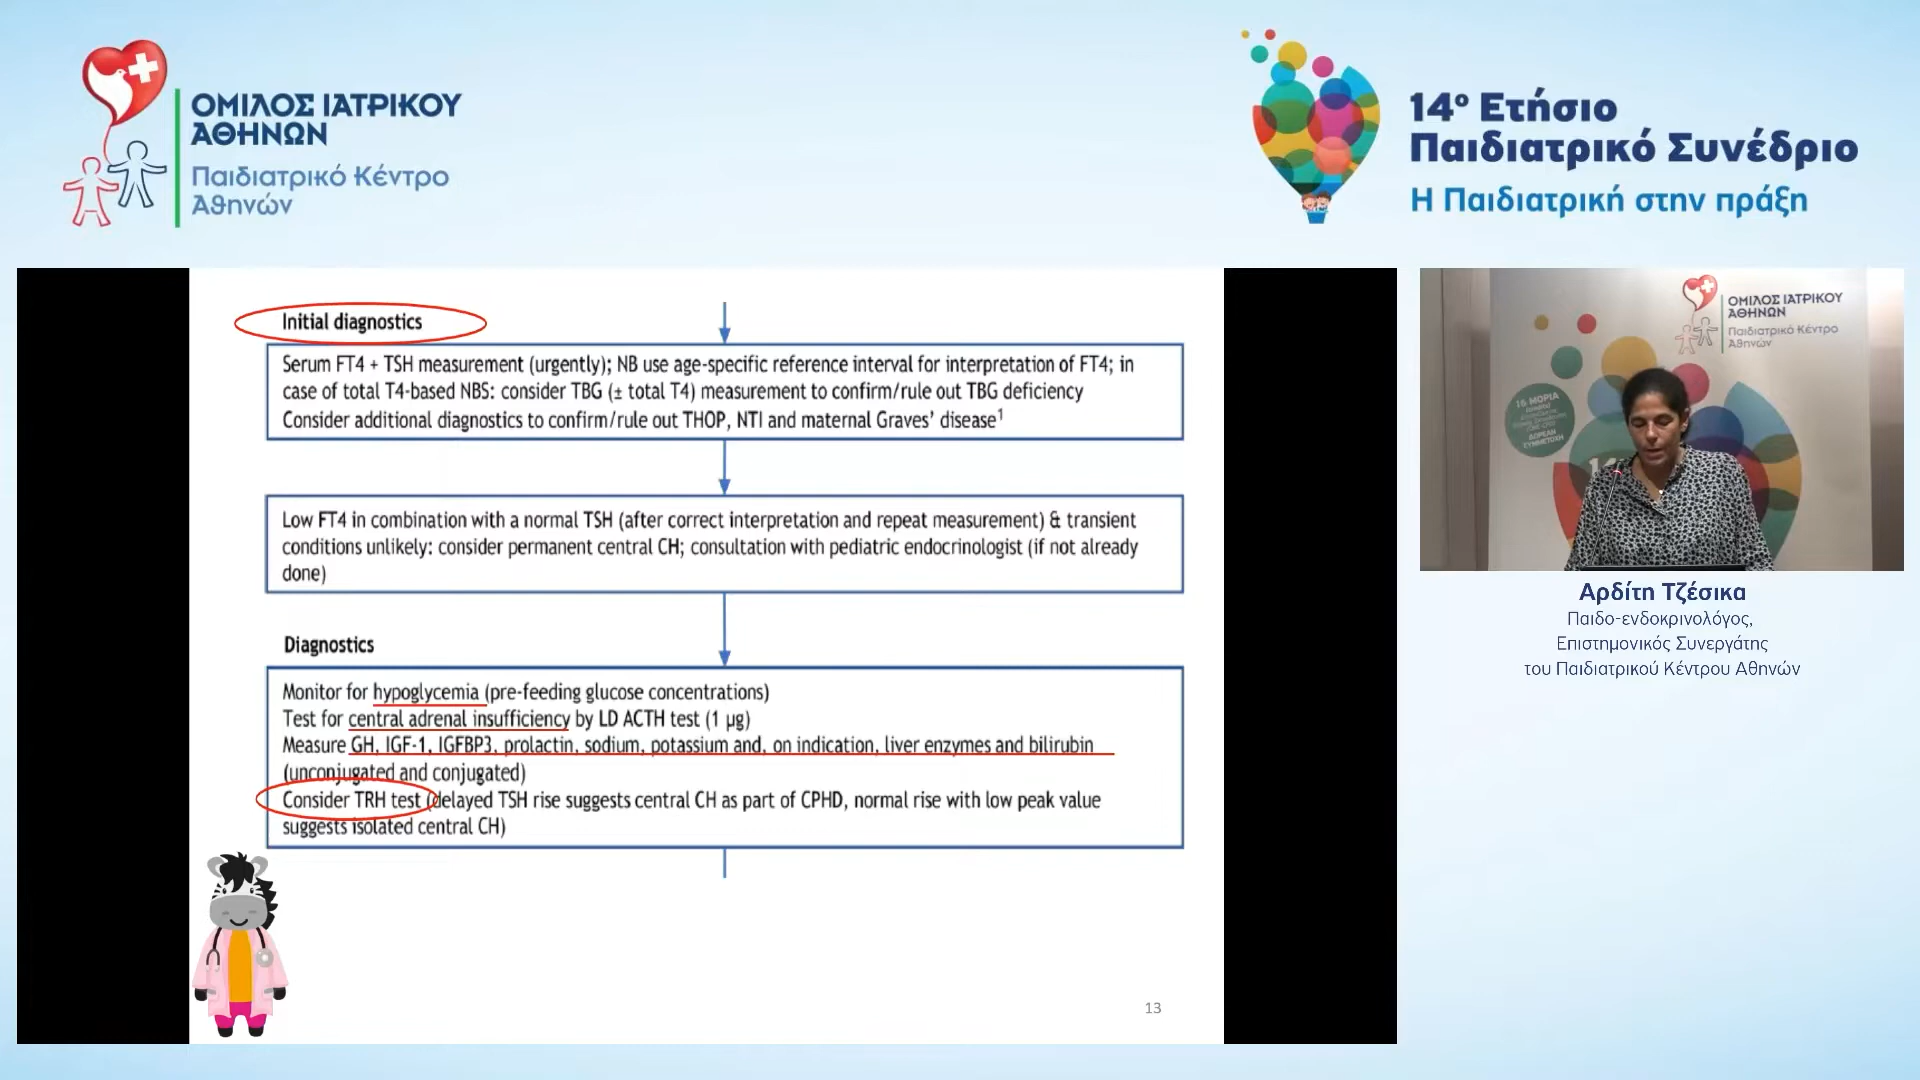 ΟΜΙΛΟΣ ΙΑΤΡΙΚΟΥ
ΑΘΗΝΩΝ
Παιδιατρικό Κέντρο
Αθηνών
14ο Ετήσιο
Παιδιατρικό Συνέδριο
Η Παιδιατρική στην πράξη
Initial diagnostics
Serum FT4 + TSH measurement (urgently); NB use age-specific reference interval for interpretation of FT4; in
case of total T4-based NBS: consider TBG (± total T4) measurement to confirm/rule out TBG deficiency
Consider additional diagnostics to confirm/rule out THOP, NTI and maternal Graves’ disease¹
Low FT4 in combination with a normal TSH (after correct interpretation and repeat measurement) & transient
conditions unlikely: consider permanent central CH; consultation with pediatric endocrinologist (if not already
done)
Diagnostics
Monitor for hypoglycemia (pre-feeding glucose concentrations)
Test for central adrenal insufficiency by LD ACTH test (1 µg)
Measure GH, IGF-1, IGFBP3, prolactin, sodium, potassium and, on indication, liver enzymes and bilirubin
(unconjugated and conjugated)
Consider TRH test (delayed TSH rise suggests central CH as part of CPHD, normal rise with low peak value
suggests isolated central CH)
13
ΟΜΙΛΟΣ ΙΑΤΡΙΚΟΥ
ΑΘΗΝΩΝ
Παιδιατρικό Κέντρο
Αθηνών
16 ΜΟΡΙΑ
ΔΩΡΕΑΝ
ΣΥΜΜΕΤΟΧΗ
Αρδίτη Τζέσικα
Παιδο-ενδοκρινολόγος,
Επιστημονικός Συνεργάτης
του Παιδιατρικού Κέντρου Αθηνών